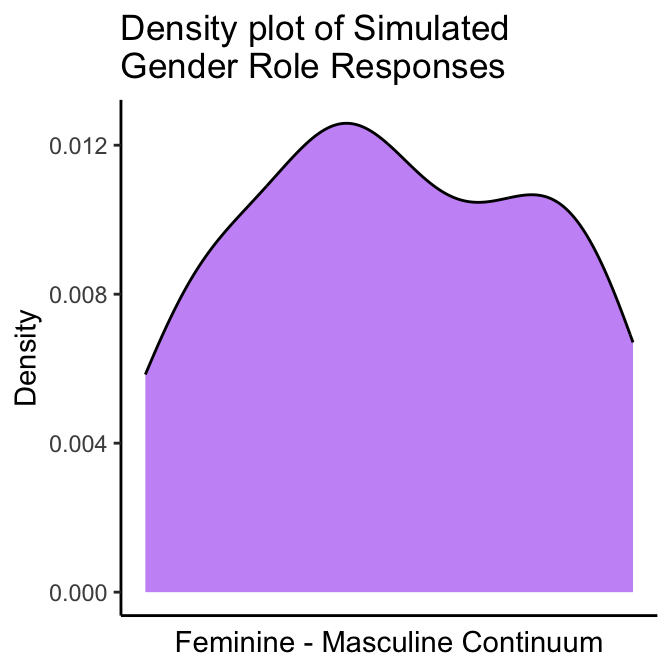 Density plot of Simulated
Gender Role Responses
0.012
0.008
0.004
0.000
Density
Feminine - Masculine Continuum